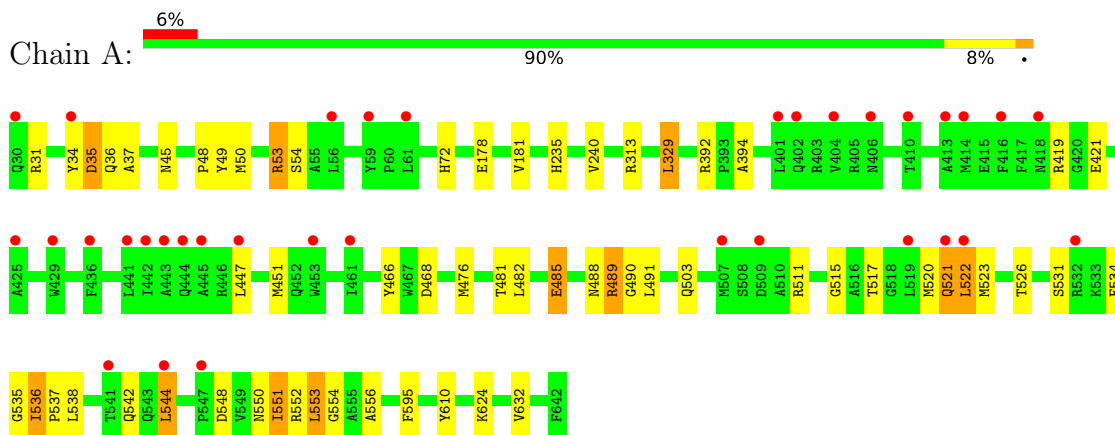 6%
Chain A:
90% 8% •
Q30 R31 Y34 D35 Q36 A37 N45 P48 Y49 M50 R53 S54 A55 L56 Y59 P60 L61 H72 E178 V181 H235 V240 R313 L329 R392 P393 A394 L401 Q402 R403 V404 R405 N406 T410 A413 M414 E415 F416 F417 N418 R419 G420 E421
A425 W429 F436 L441 I442 A443 Q444 A445 R446 L447 M451 Q452 W453 I461 Y466 W467 D468 M476 T481 L482 E485 N488 R489 G490 L491 Q503 M507 S508 D509 A510 R511 G515 A516 T517 G518 L519 M520 Q521 L522 M523 T526 S531 R532 K533 E534
G535 I536 P537 L538 T541 Q542 Q543 L544 P547 D548 V549 N550 I551 R552 L553 G554 A555 A556 F595 Y610 K624 V632 F642